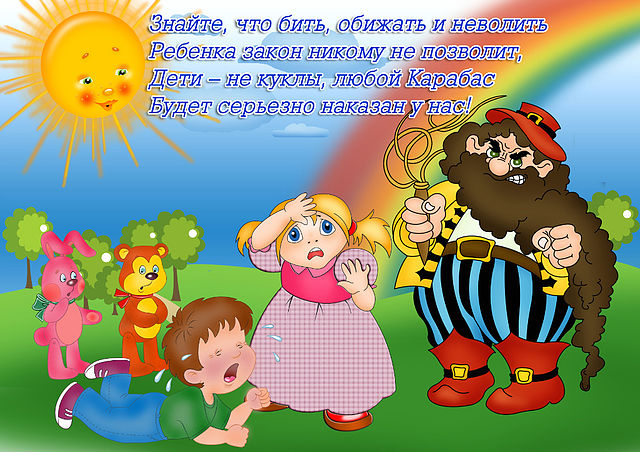 Знайте, что бить, обижать и неволить
Ребенка закон никому не позволит,
Дети – не куклы, любой Карабас
Будет серьезно наказан у нас!